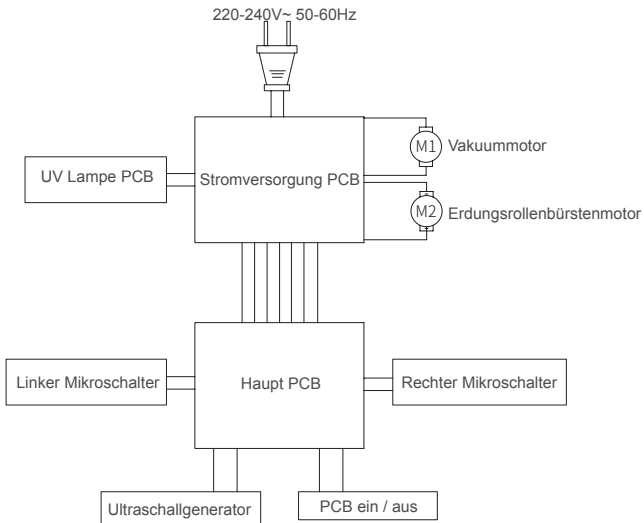 220-240V~ 50-60Hz
M1
Vakuummotor
UV Lampe PCB
Stromversorgung PCB
M2
Erdungsrollenbürstenmotor
Linker Mikroschalter
Haupt PCB
Rechter Mikroschalter
Ultraschallgenerator
PCB ein / aus